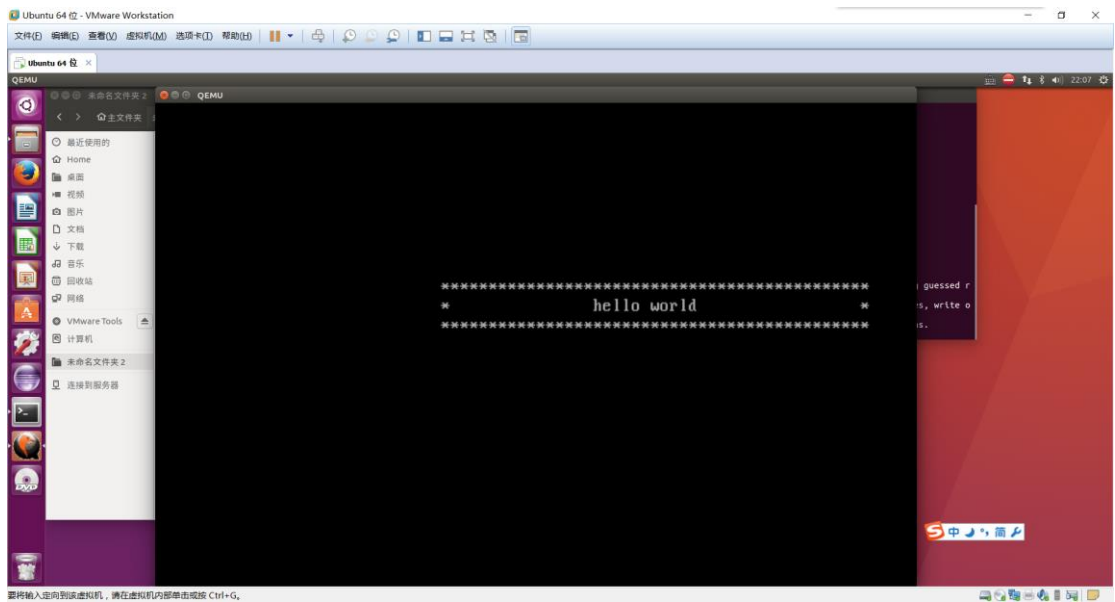 Ubuntu 64 位 - VMware Workstation
文件(F) 编辑(E) 查看(V) 虚拟机(M) 选项卡(T) 帮助(H)
Ubuntu 64 位 ×
QEMU 22:07
未命名文件夹 2 QEMU
主文件夹
最近使用的
Home
桌面
视频
图片
文档
下载
音乐
回收站
网络
VMware Tools
计算机
未命名文件夹 2
连接到服务器
*********************************************
* hello world *
*********************************************
guessed r
s, write o
s.
中 简
要将输入定向到该虚拟机，请在虚拟机内部单击或按 Ctrl+G。